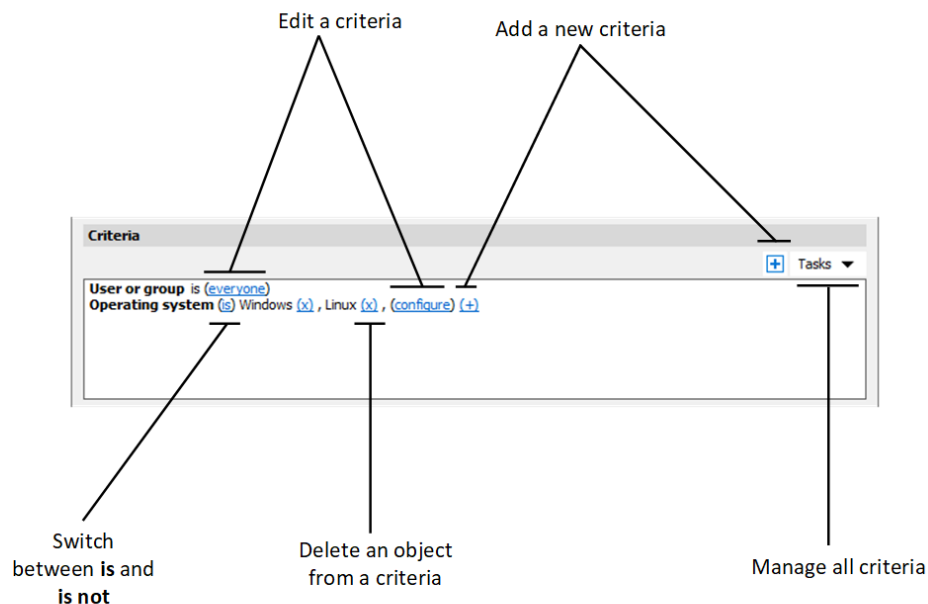 Edit a criteria
Add a new criteria
Criteria
Tasks
User or group is (everyone)
Operating system (is) Windows (x) , Linux (x) , (configure) (+)
Switch
between is and
is not
Delete an object
from a criteria
Manage all criteria